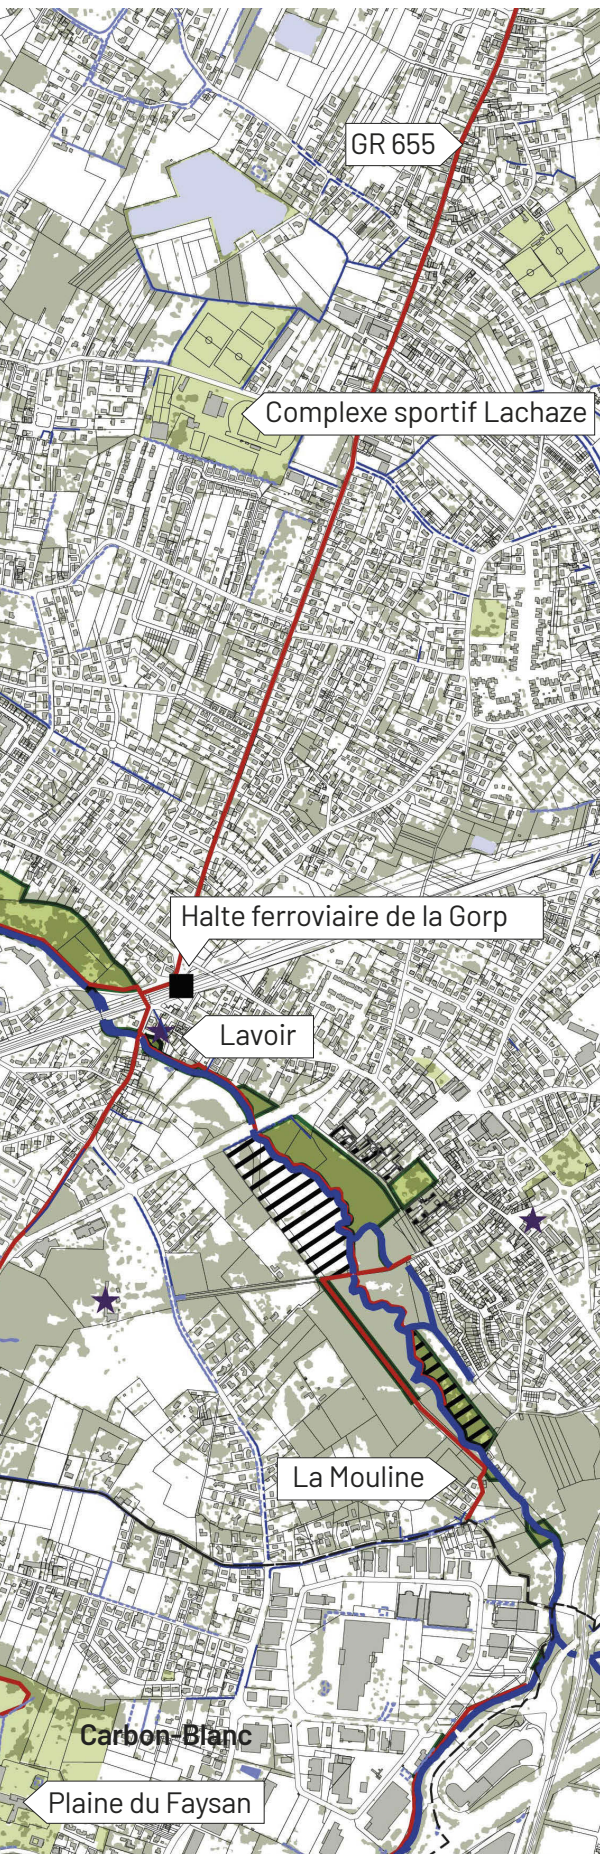 GR 655
Complexe sportif Lachaze
Halte ferroviaire de la Gorp
Lavoir
La Mouline
Carbon-Blanc
Plaine du Faysan